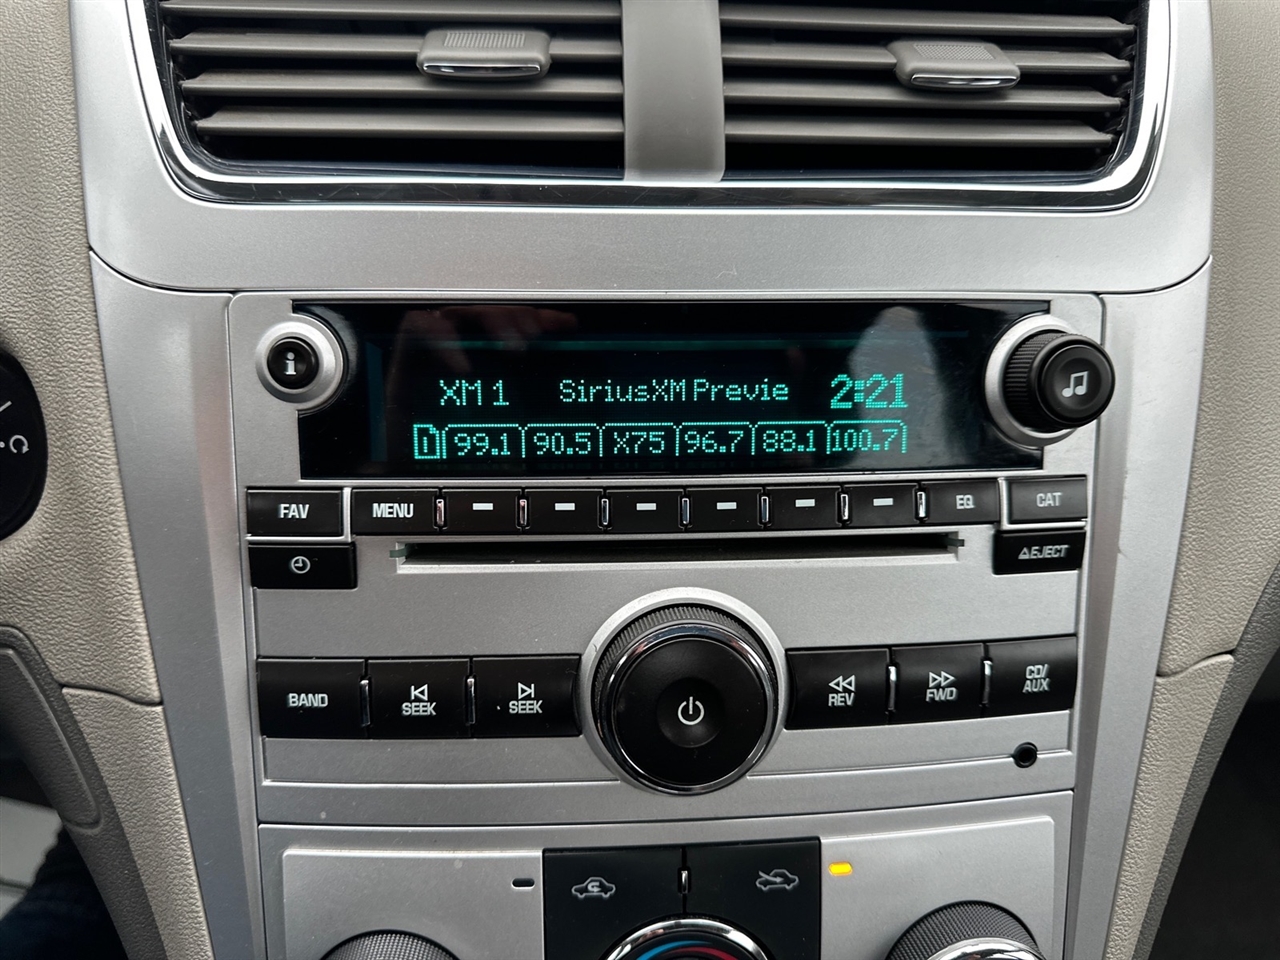 i
XM 1 SiriusXM Previe 2:21
99.1 90.5 X75 96.7 88.1 100.7
FAV MENU EQ CAT
EJECT
BAND SEEK SEEK REV FWD CD/
AUX